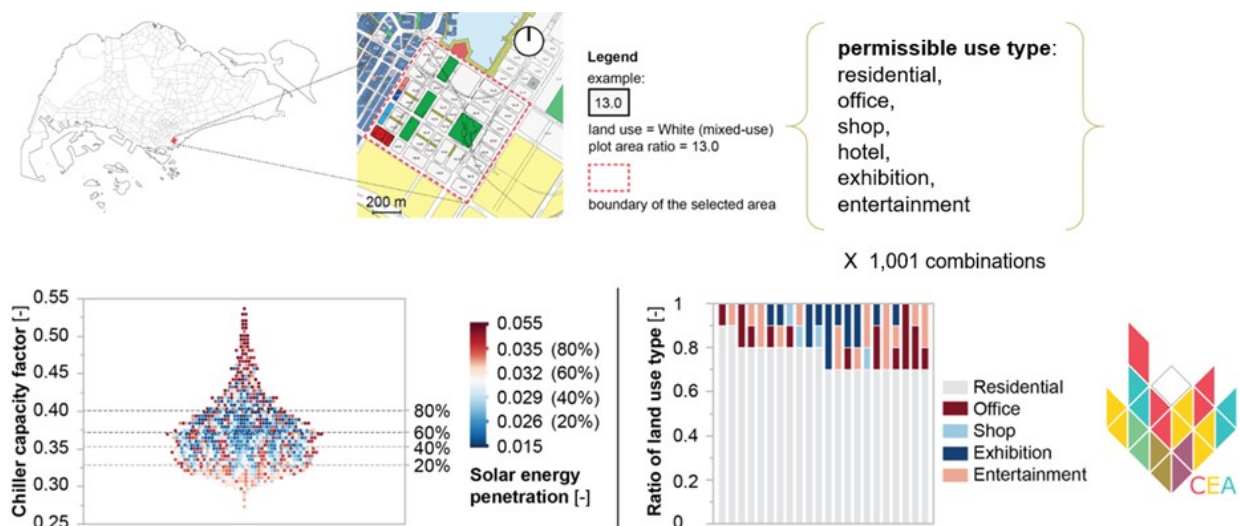 Legend
example:
13.0
land use = White (mixed-use)
plot area ratio = 13.0
boundary of the selected area
200 m
permissible use type:
residential,
office,
shop,
hotel,
exhibition,
entertainment
X 1,001 combinations
Chiller capacity factor [-]
0.55
0.50
0.45
0.40
0.35
0.30
0.25
80%
60%
40%
20%
0.055
0.035 (80%)
0.032 (60%)
0.029 (40%)
0.026 (20%)
0.015
Solar energy
penetration [-]
Ratio of land use type [-]
1
0.8
0.6
0.4
0.2
0
Residential
Office
Shop
Exhibition
Entertainment
CEA